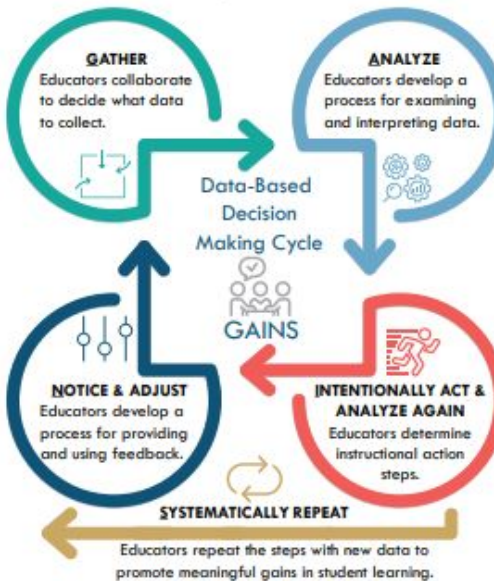 GATHER
Educators collaborate
to decide what data
to collect.
ANALYZE
Educators develop a
process for examining
and interpreting data.
Data-Based
Decision
Making Cycle
GAINS
NOTICE & ADJUST
Educators develop a
process for providing
and using feedback.
INTENTIONALLY ACT &
ANALYZE AGAIN
Educators determine
instructional action
steps.
SYSTEMATICALLY REPEAT
Educators repeat the steps with new data to
promote meaningful gains in student learning.